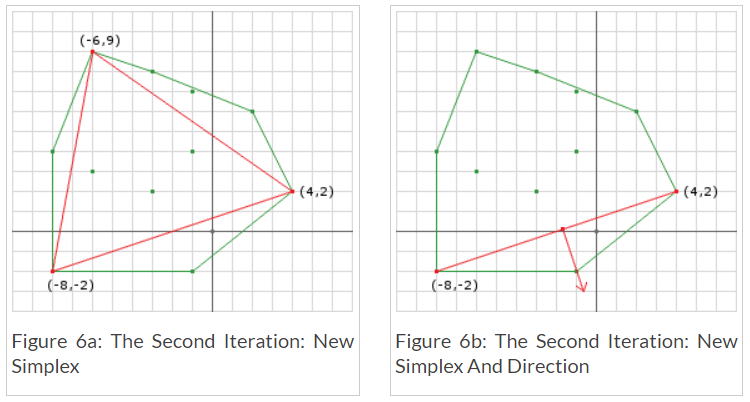 (-6,9)
(4,2)
(-8,-2)
Figure 6a: The Second Iteration: New
Simplex
(4,2)
(-8,-2)
Figure 6b: The Second Iteration: New
Simplex And Direction